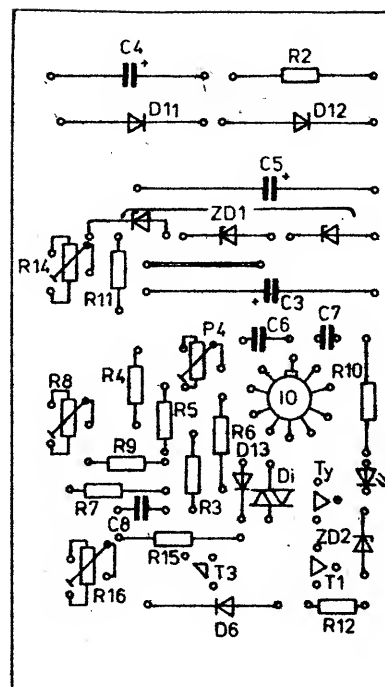 C4 + R2
D11 D12
C5 +
ZD1
R14 R11
+ C3
P4 C6 C7
R8 R4 R5 R6 IO R10
R9 D13 Di Ty
R7 R3
C8 ZD2
R15
R16 T3 T1
D6 R12